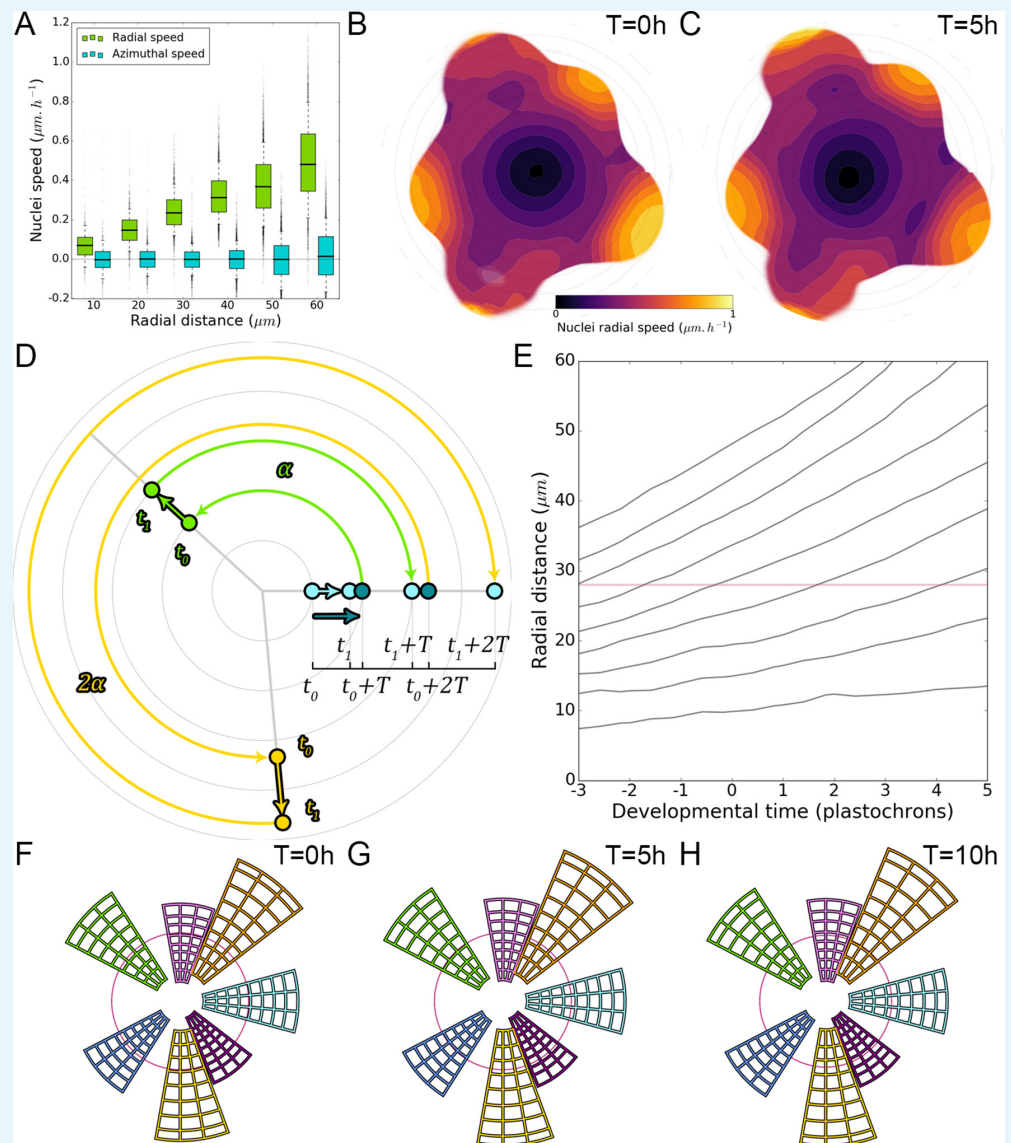 A
B
T=0h
C
T=5h
1.2
1.0
0.8
0.6
0.4
0.2
0.0
-0.2
Nuclei speed (μm.h⁻¹)
Radial speed
Azimuthal speed
10 20 30 40 50 60
Radial distance (μm)
0 1
Nuclei radial speed (μm.h⁻¹)
D
α
t₁
t₀
2α
t₀
t₁
t₁ t₁+T t₁+2T
t₀ t₀+T t₀+2T
E
60
50
40
30
20
10
0
Radial distance (μm)
-3 -2 -1 0 1 2 3 4 5
Developmental time (plastochrons)
F
T=0h
G
T=5h
H
T=10h